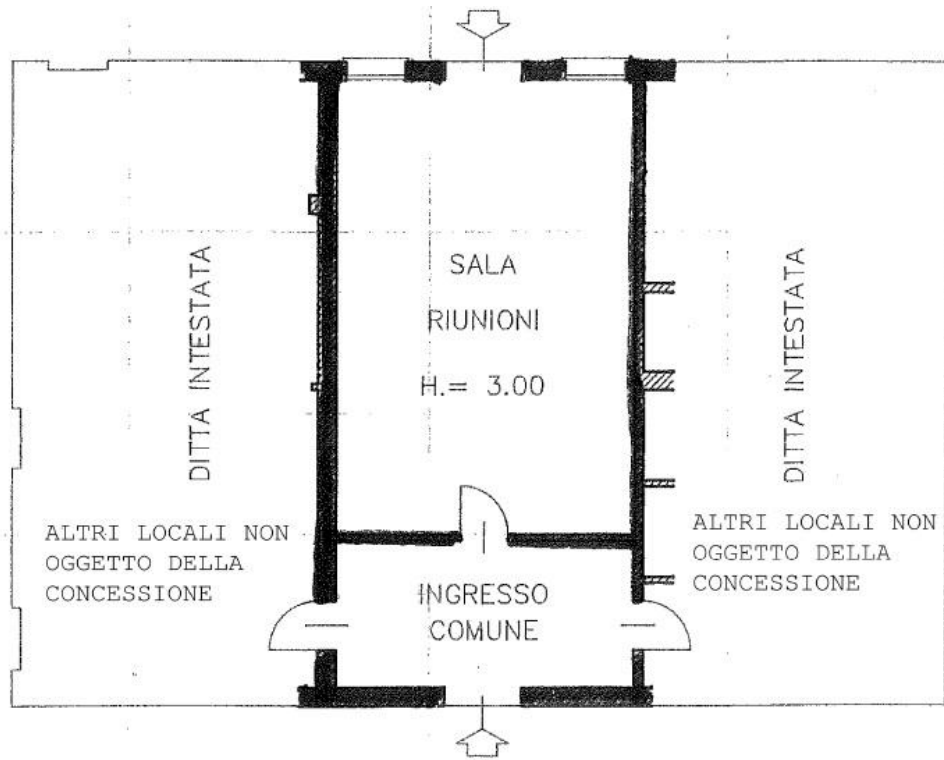 DITTA INTESTATA
ALTRI LOCALI NON
OGGETTO DELLA
CONCESSIONE
SALA
RIUNIONI
H.= 3.00
INGRESSO
COMUNE
DITTA INTESTATA
ALTRI LOCALI NON
OGGETTO DELLA
CONCESSIONE